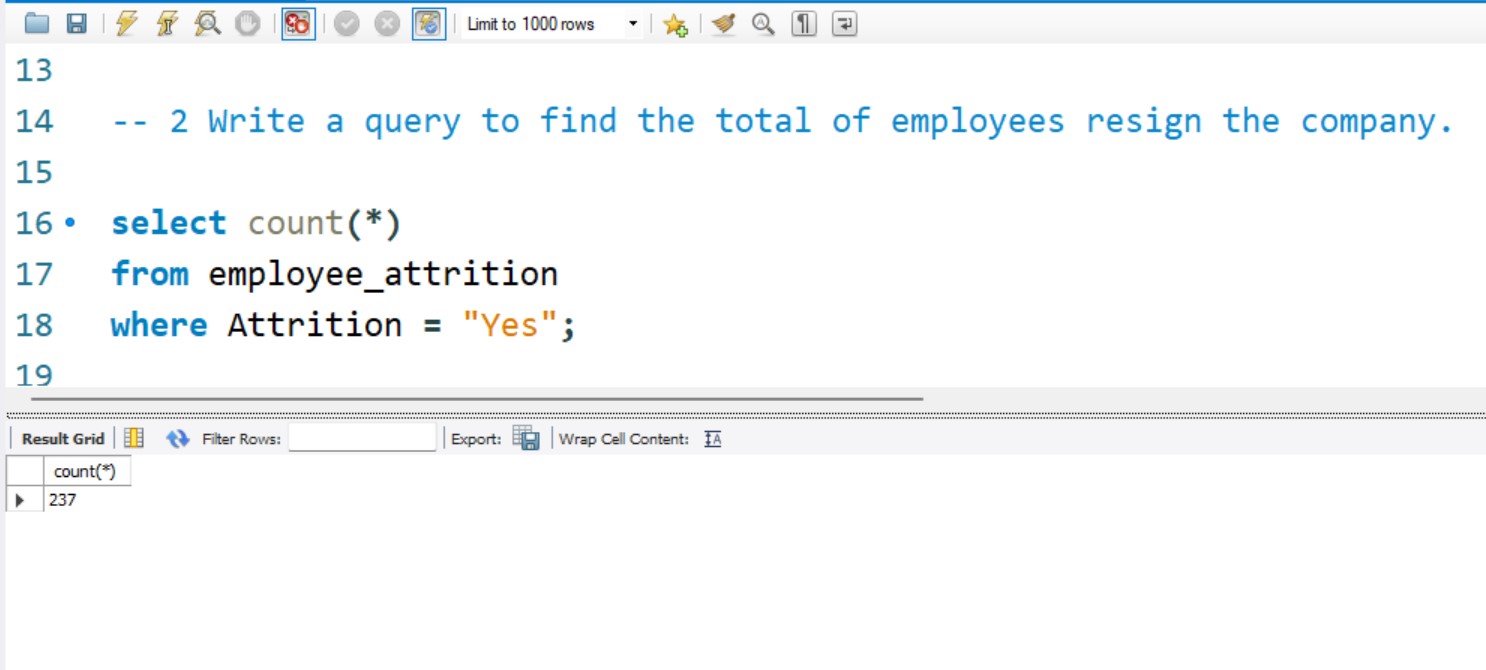 Limit to 1000 rows
13
14 -- 2 Write a query to find the total of employees resign the company.
15
16 select count(*)
17 from employee_attrition
18 where Attrition = "Yes";
19
Result Grid Filter Rows: Export: Wrap Cell Content: IA
count(*)
237